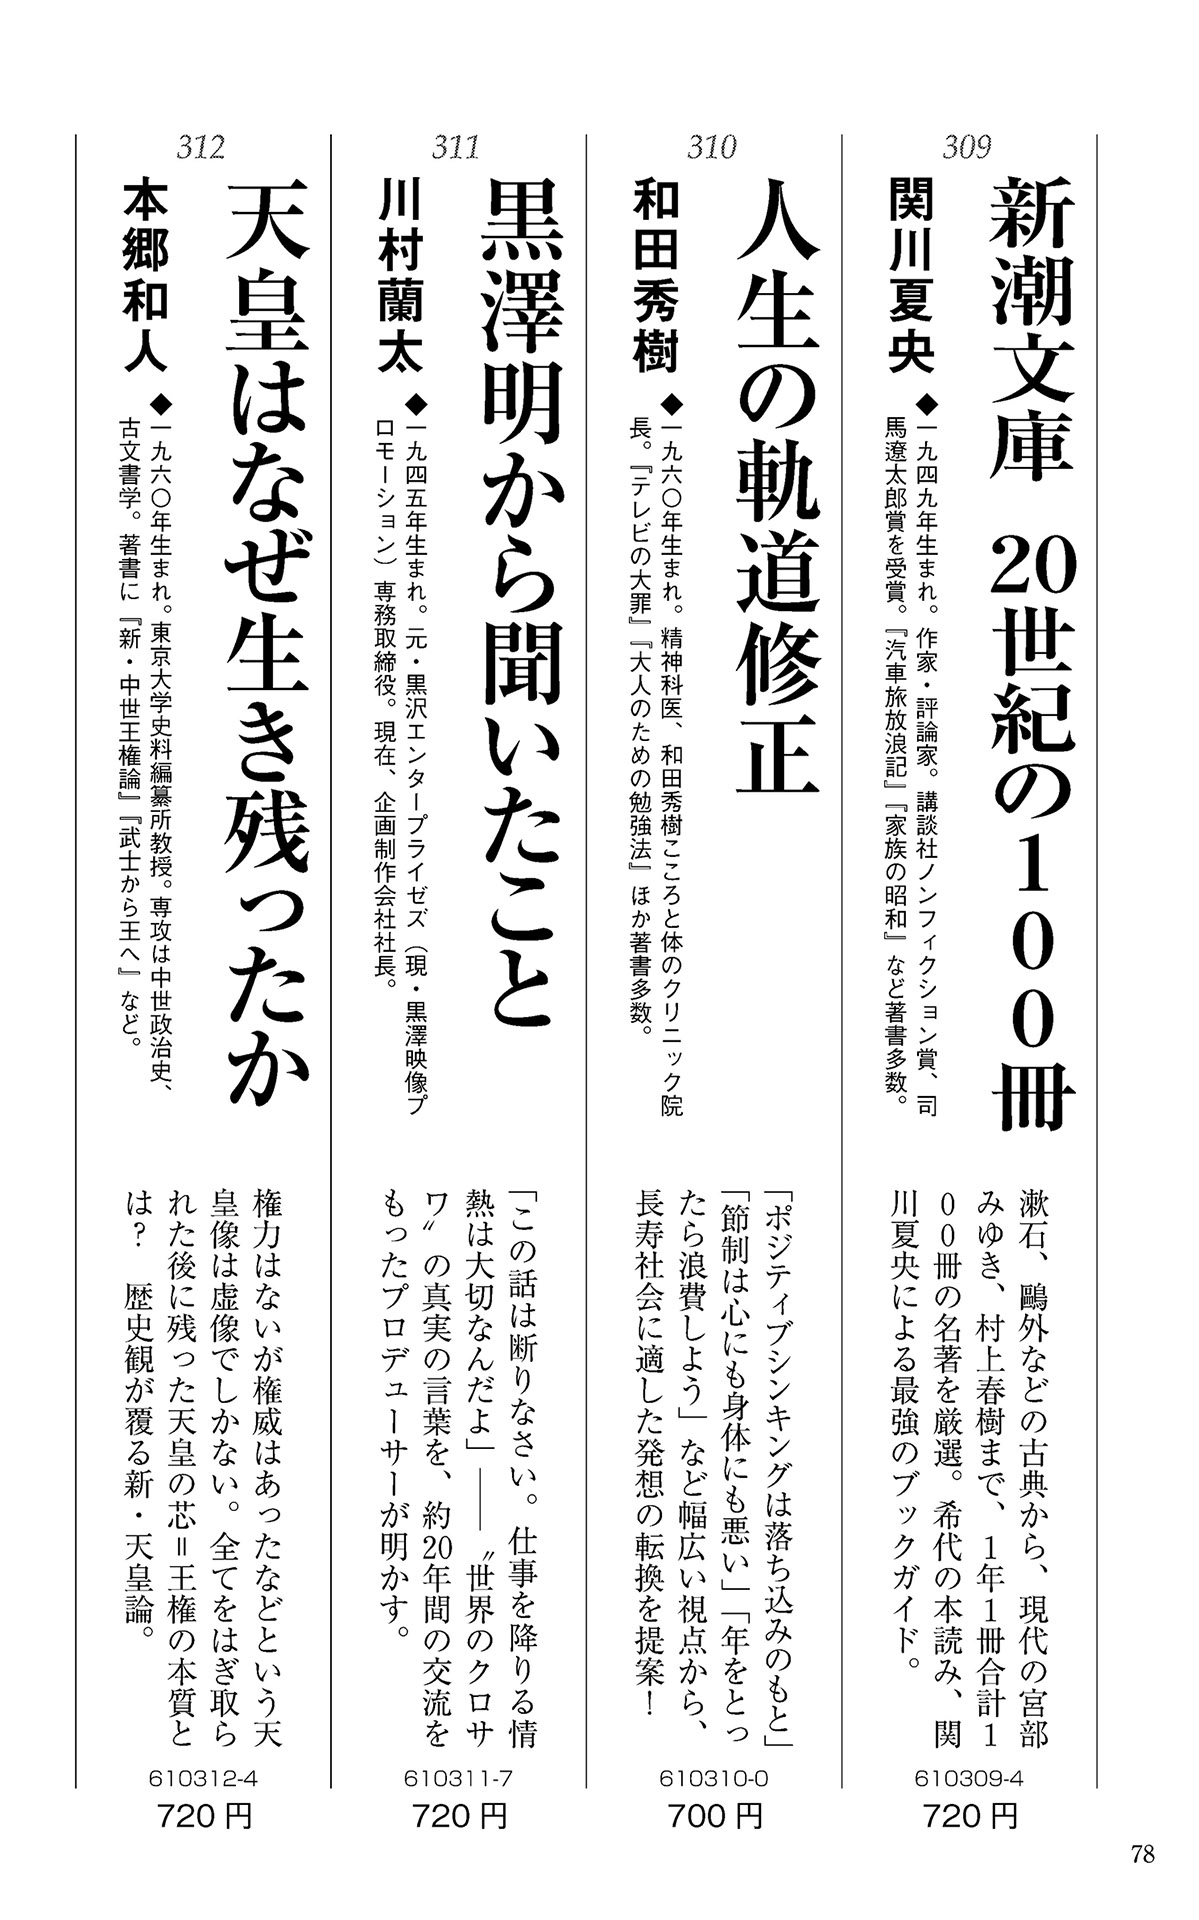 309
新潮文庫　20世紀の100冊
関川夏央
◆一九四九年生まれ。作家・評論家。講談社ノンフィクション賞、司
馬遼太郎賞を受賞。『汽車旅放浪記』『家族の昭和』など著書多数。
漱石、鷗外などの古典から、現代の宮部
みゆき、村上春樹まで、1年1冊合計1
00冊の名著を厳選。希代の本読み、関
川夏央による最強のブックガイド。
610309-4
720円
310
人生の軌道修正
和田秀樹
◆一九六〇年生まれ。精神科医、和田秀樹こころと体のクリニック院
長。『テレビの大罪』『大人のための勉強法』ほか著書多数。
「ポジティブシンキングは落ち込みのもと」
「節制は心にも身体にも悪い」「年をとっ
たら浪費しよう」など幅広い視点から、
長寿社会に適した発想の転換を提案！
610310-0
700円
311
黒澤明から聞いたこと
川村蘭太
◆一九四五年生まれ。元・黒沢エンタープライゼズ（現・黒澤映像プ
ロモーション）専務取締役。現在、企画制作会社社長。
「この話は断りなさい。仕事を降りる情
熱は大切なんだよ」――〝世界のクロサ
ワ〟の真実の言葉を、約20年間の交流を
もったプロデューサーが明かす。
610311-7
720円
312
天皇はなぜ生き残ったか
本郷和人
◆一九六〇年生まれ。東京大学史料編纂所教授。専攻は中世政治史、
古文書学。著書に『新・中世王権論』『武士から王へ』など。
権力はないが権威はあったなどという天
皇像は虚像でしかない。全てをはぎ取ら
れた後に残った天皇の芯＝王権の本質と
は？　歴史観が覆る新・天皇論。
610312-4
720円
78